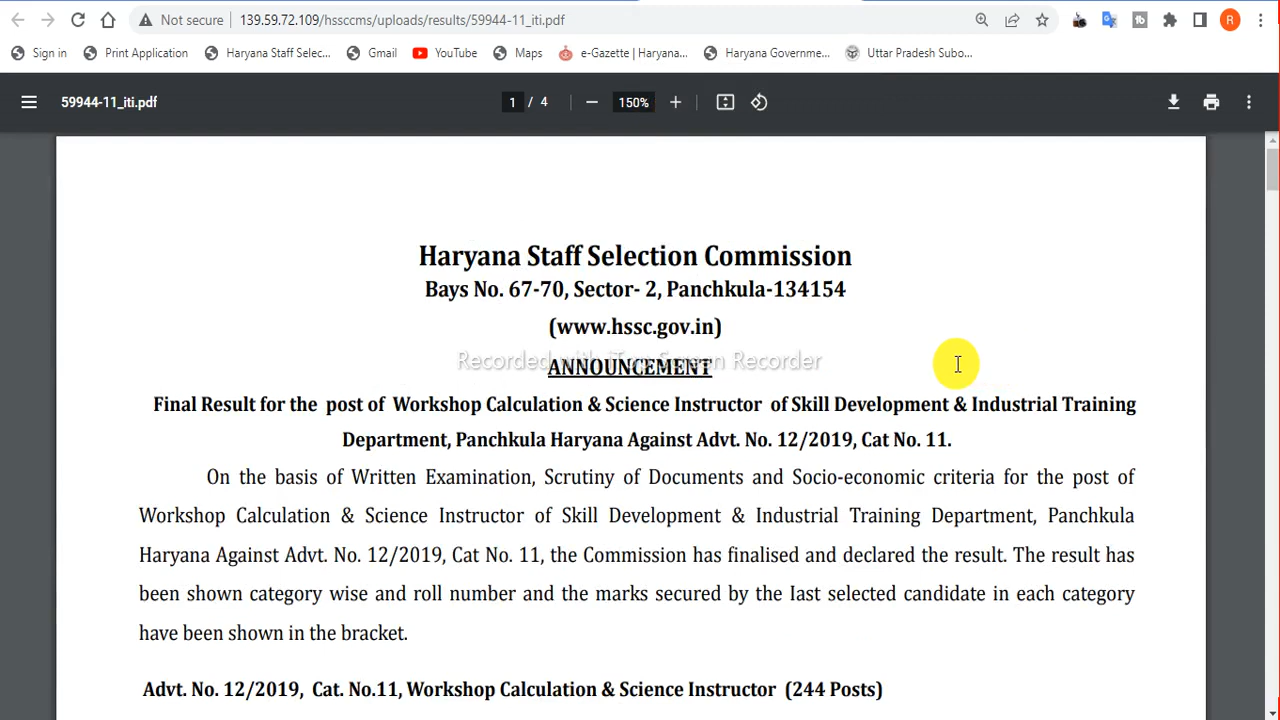 Not secure 139.59.72.109/hssccms/uploads/results/59944-11_iti.pdf R
Sign in Print Application Haryana Staff Selec... Gmail YouTube Maps e-Gazette | Haryana... Haryana Governme... Uttar Pradesh Subo...
59944-11_iti.pdf 1 / 4 150%
Haryana Staff Selection Commission
Bays No. 67-70, Sector- 2, Panchkula-134154
(www.hssc.gov.in)
Recorded with iTop Screen Recorder
ANNOUNCEMENT
Final Result for the post of Workshop Calculation & Science Instructor of Skill Development & Industrial Training
Department, Panchkula Haryana Against Advt. No. 12/2019, Cat No. 11.
On the basis of Written Examination, Scrutiny of Documents and Socio-economic criteria for the post of
Workshop Calculation & Science Instructor of Skill Development & Industrial Training Department, Panchkula
Haryana Against Advt. No. 12/2019, Cat No. 11, the Commission has finalised and declared the result. The result has
been shown category wise and roll number and the marks secured by the last selected candidate in each category
have been shown in the bracket.
Advt. No. 12/2019, Cat. No.11, Workshop Calculation & Science Instructor (244 Posts)